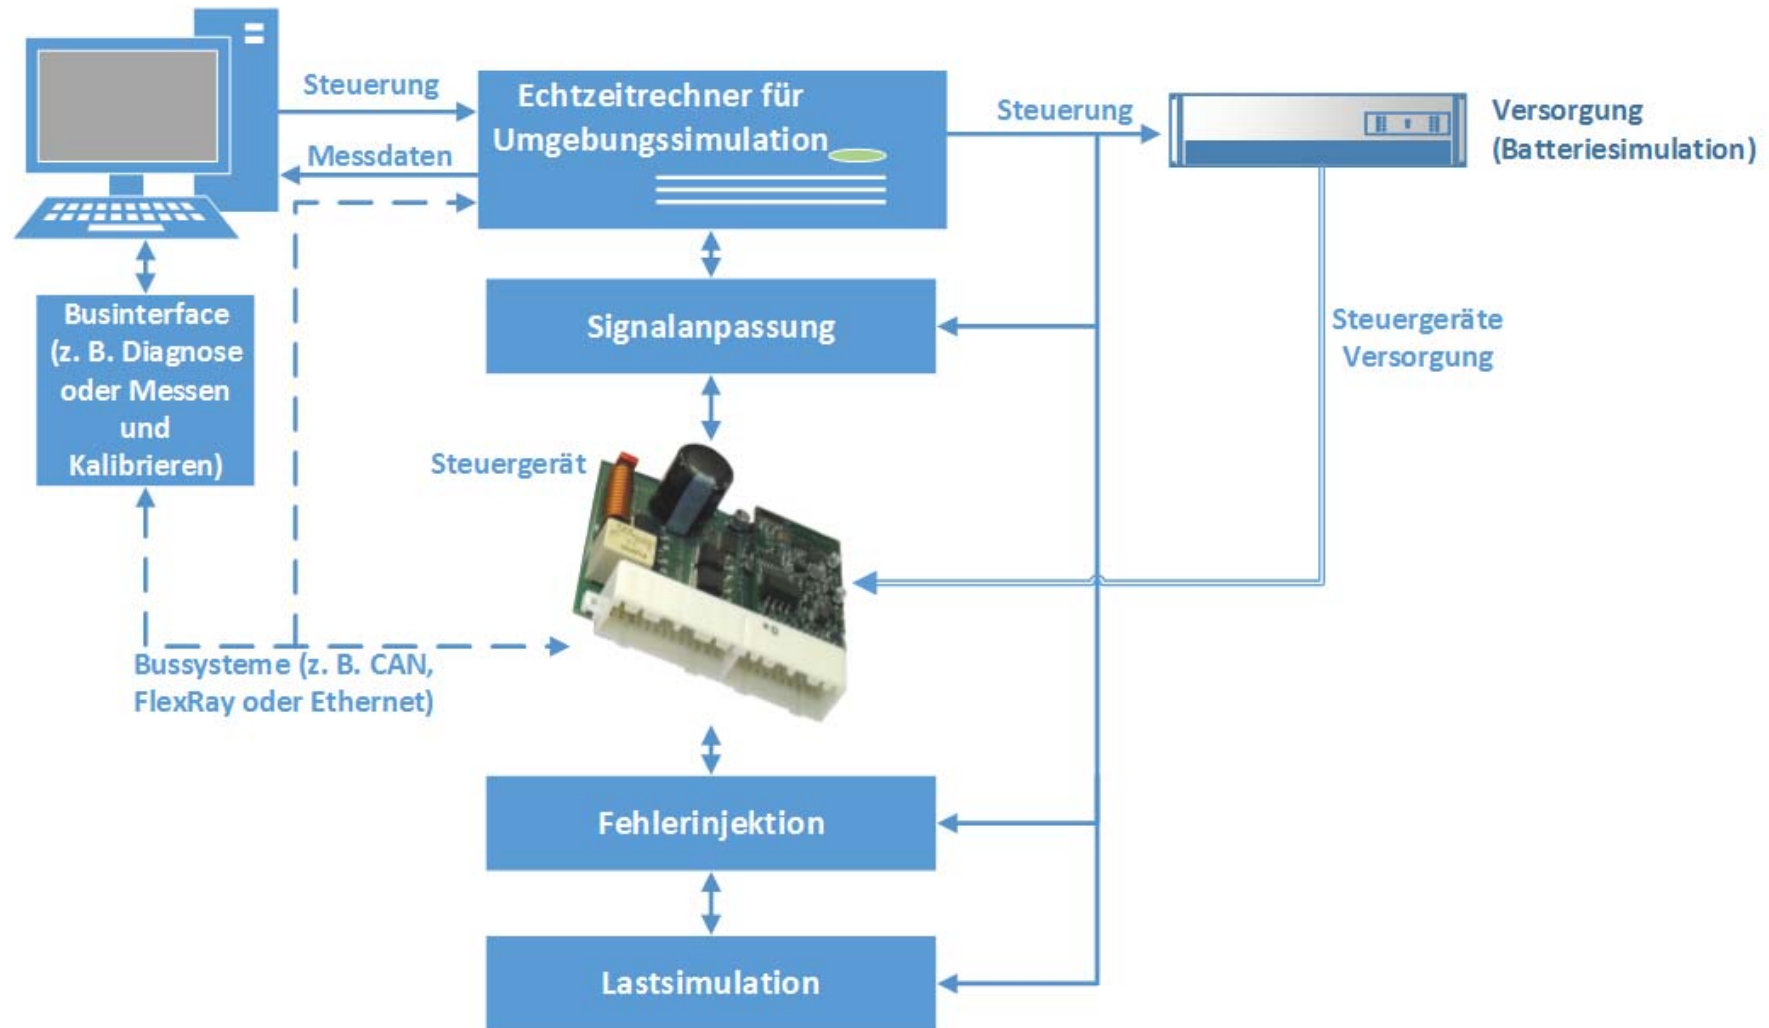 Steuerung
Messdaten
Echtzeitrechner für
Umgebungssimulation
Steuerung
Versorgung
(Batteriesimulation)
Businterface
(z. B. Diagnose
oder Messen
und
Kalibrieren)
Signalanpassung
Steuergeräte
Versorgung
Steuergerät
Bussysteme (z. B. CAN,
FlexRay oder Ethernet)
Fehlerinjektion
Lastsimulation